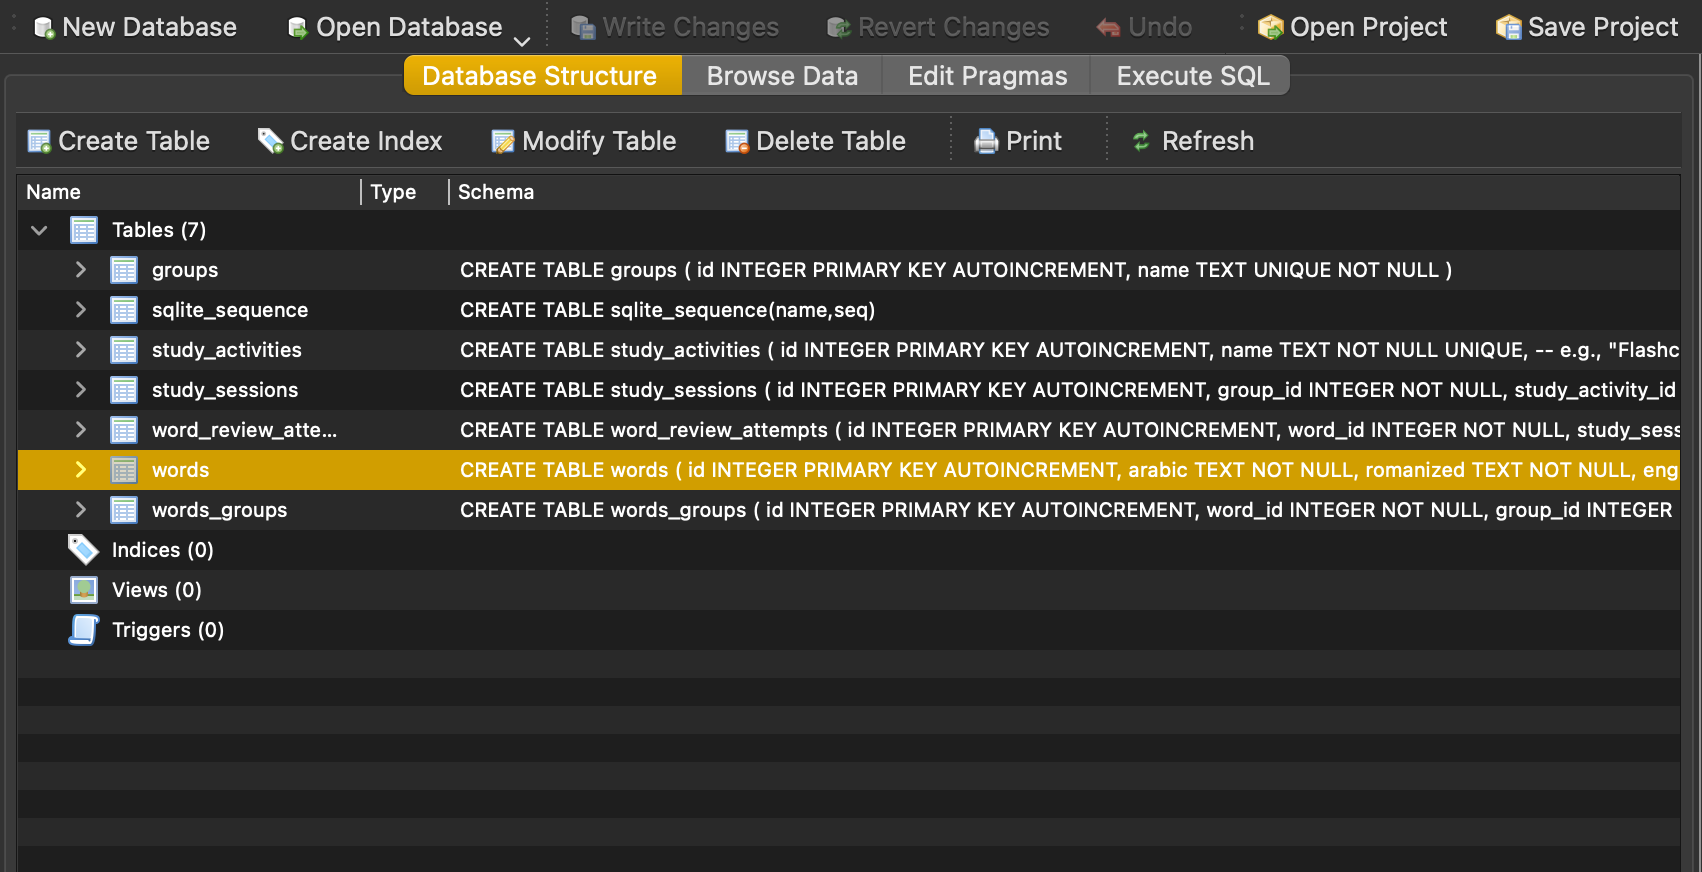 New Database Open Database Write Changes Revert Changes Undo Open Project Save Project
Database Structure Browse Data Edit Pragmas Execute SQL
Create Table Create Index Modify Table Delete Table Print Refresh
Name Type Schema
Tables (7)
groups CREATE TABLE groups ( id INTEGER PRIMARY KEY AUTOINCREMENT, name TEXT UNIQUE NOT NULL )
sqlite_sequence CREATE TABLE sqlite_sequence(name,seq)
study_activities CREATE TABLE study_activities ( id INTEGER PRIMARY KEY AUTOINCREMENT, name TEXT NOT NULL UNIQUE, -- e.g., "Flashc
study_sessions CREATE TABLE study_sessions ( id INTEGER PRIMARY KEY AUTOINCREMENT, group_id INTEGER NOT NULL, study_activity_id
word_review_atte... CREATE TABLE word_review_attempts ( id INTEGER PRIMARY KEY AUTOINCREMENT, word_id INTEGER NOT NULL, study_sess
words CREATE TABLE words ( id INTEGER PRIMARY KEY AUTOINCREMENT, arabic TEXT NOT NULL, romanized TEXT NOT NULL, eng
words_groups CREATE TABLE words_groups ( id INTEGER PRIMARY KEY AUTOINCREMENT, word_id INTEGER NOT NULL, group_id INTEGER
Indices (0)
Views (0)
Triggers (0)